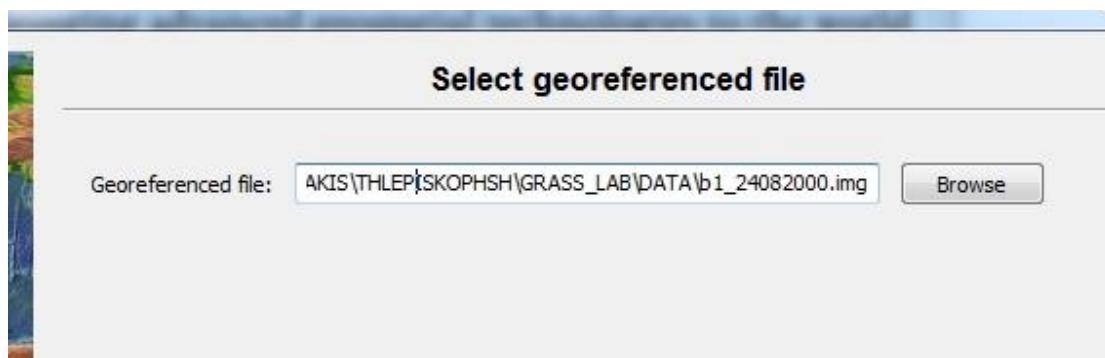 Select georeferenced file
Georeferenced file: AKIS\THLEPISKOPHSH\GRASS_LAB\DATA\b1_24082000.img Browse